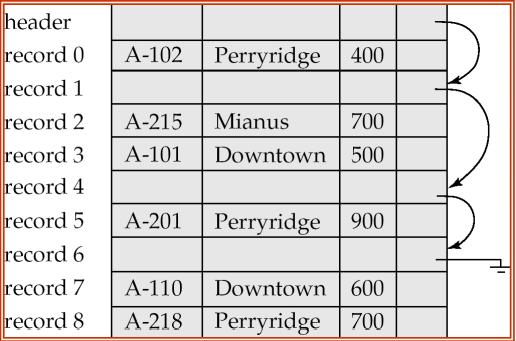 header
record 0 A-102 Perryridge 400
record 1
record 2 A-215 Mianus 700
record 3 A-101 Downtown 500
record 4
record 5 A-201 Perryridge 900
record 6
record 7 A-110 Downtown 600
record 8 A-218 Perryridge 700